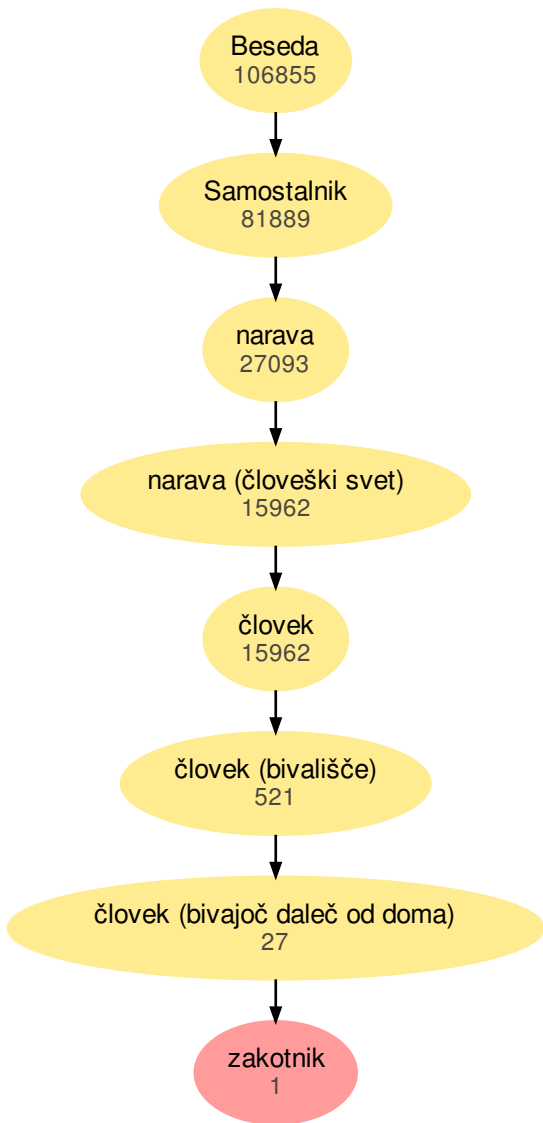 Beseda
106855
Samostalnik
81889
narava
27093
narava (človeški svet)
15962
človek
15962
človek (bivališče)
521
človek (bivajoč daleč od doma)
27
zakotnik
1